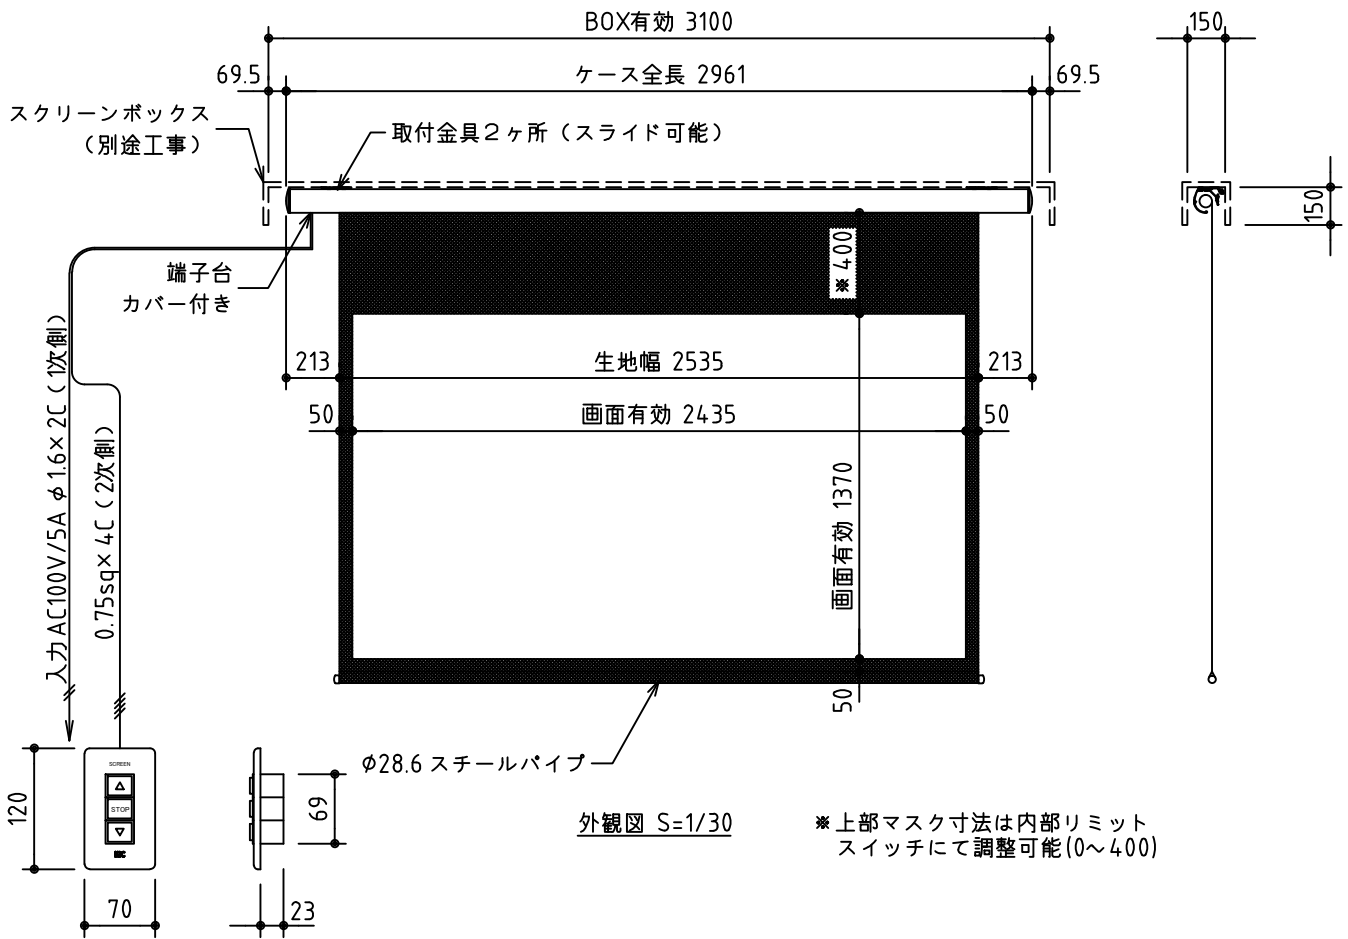 BOX有効 3100
150
69.5
ケース全長 2961
69.5
スクリーンボックス
（別途工事）
取付金具２ヶ所（スライド可能）
150
※400
端子台
カバー付き
213
生地幅 2535
213
50
画面有効 2435
50
入力AC100V/5A φ1.6×2C（1次側）
0.75sq×4C（2次側）
画面有効 1370
50
φ28.6 スチールパイプ
120
SCREEN
STOP
69
外観図 S=1/30
※上部マスク寸法は内部リミット
スイッチにて調整可能(0～400)
70
23